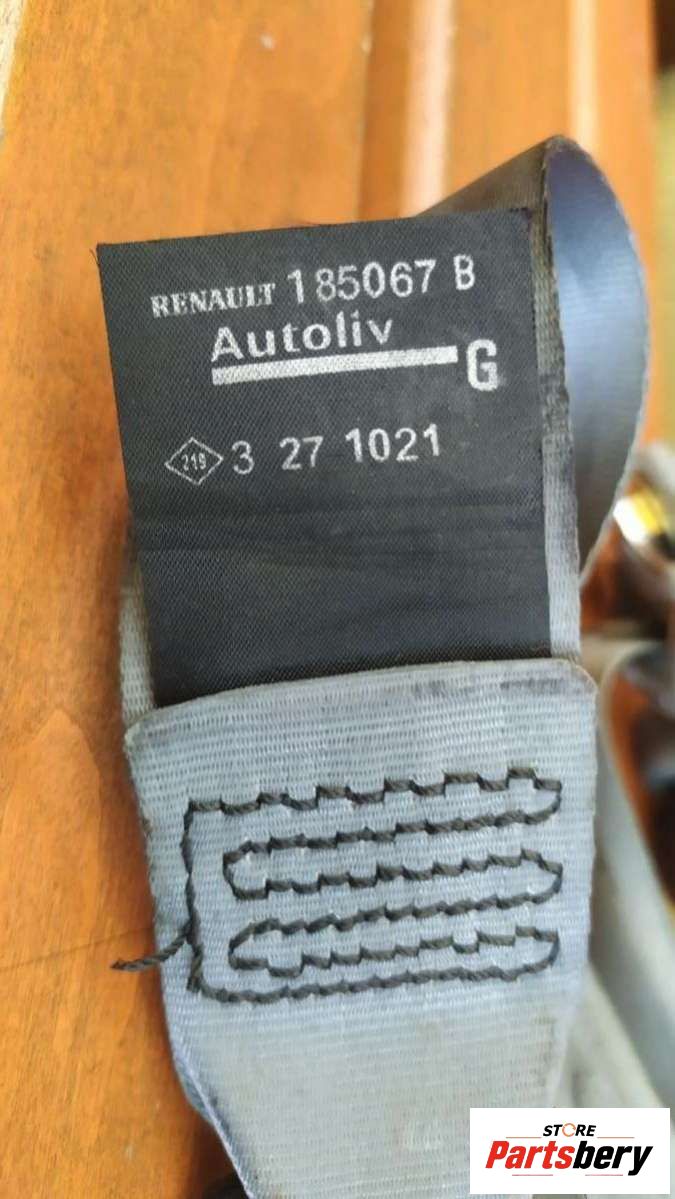 RENAULT 185067 B
Autoliv
G
219 3 27 1021
STORE
Partsbery